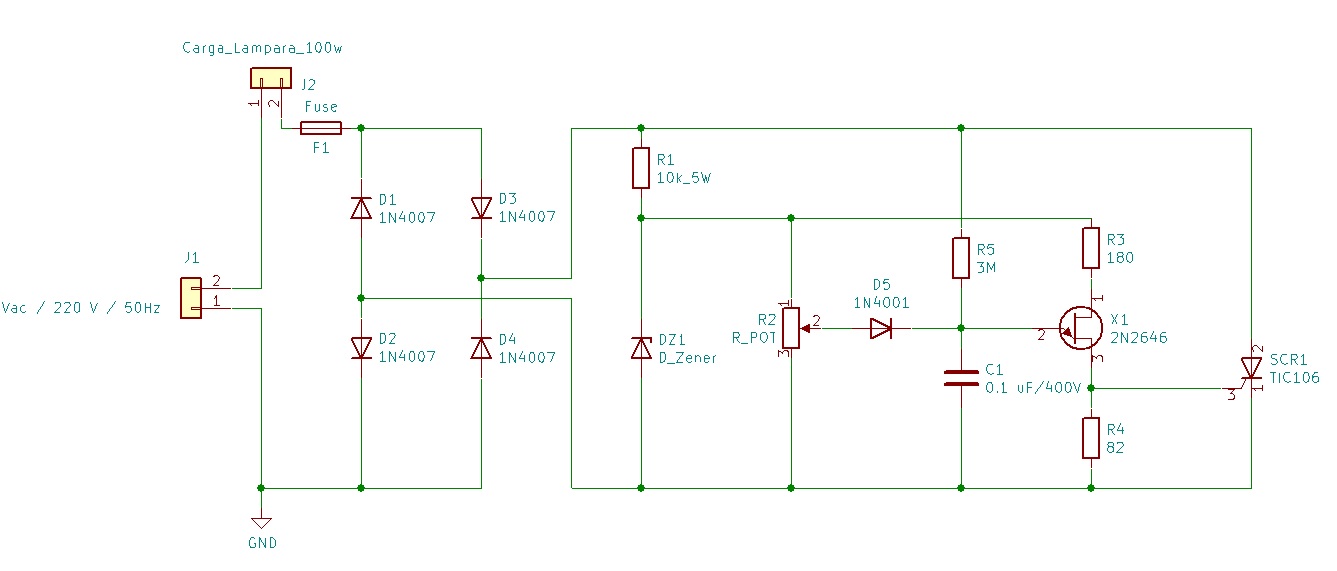 Carga_Lampara_100w
J2
1
2
Fuse
F1
D1
1N4007
D3
1N4007
R1
10k_5W
J1
2
1
Vac / 220 V / 50Hz
R5
3M
R3
180
D5
1N4001
1
R2
R_POT
2
3
1
X1
2N2646
2
3
D2
1N4007
D4
1N4007
DZ1
D_Zener
C1
0.1 uF/400V
2
SCR1
TIC106
1
3
R4
82
GND